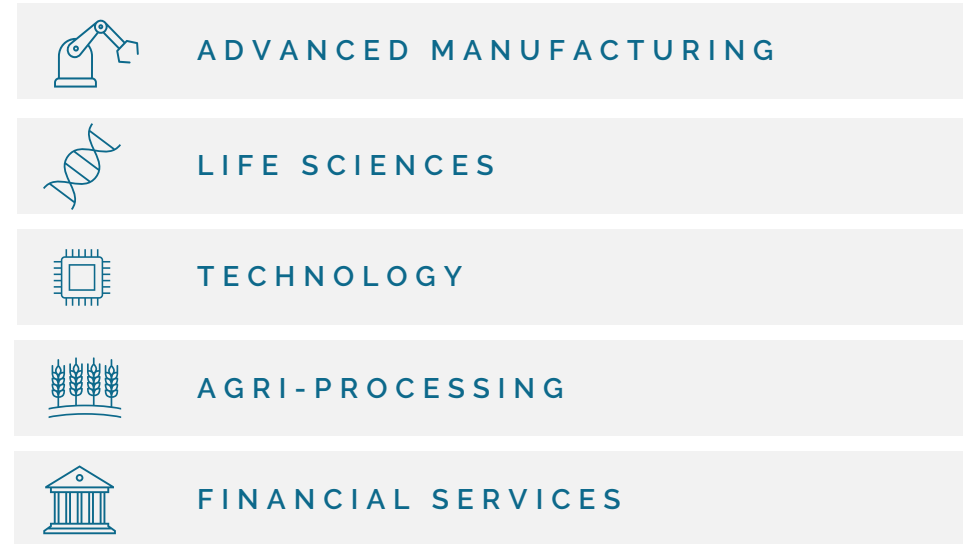 ADVANCED MANUFACTURING
LIFE SCIENCES
TECHNOLOGY
AGRI-PROCESSING
FINANCIAL SERVICES